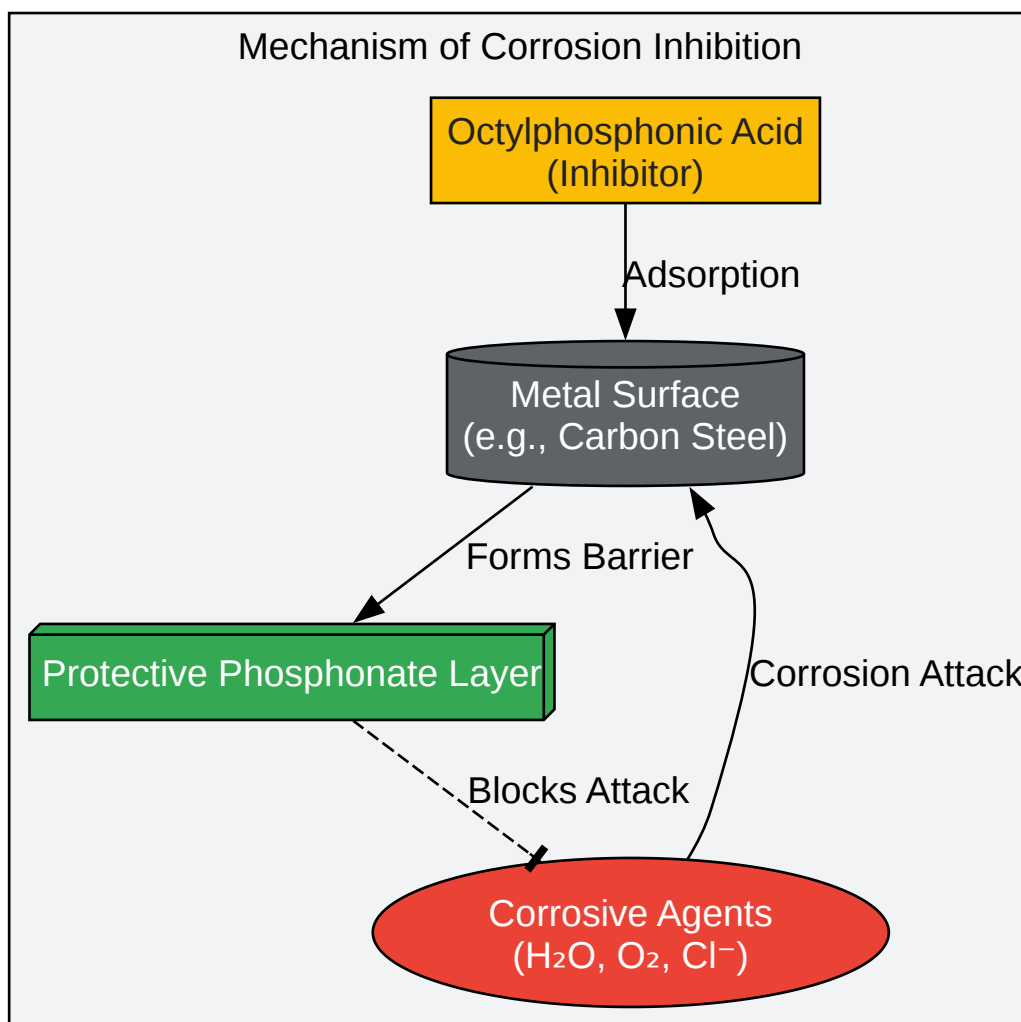 Mechanism of Corrosion Inhibition
Octylphosphonic Acid
(Inhibitor)
Adsorption
Metal Surface
(e.g., Carbon Steel)
Forms Barrier
Protective Phosphonate Layer
Corrosion Attack
Blocks Attack
Corrosive Agents
(H₂O, O₂, Cl⁻)